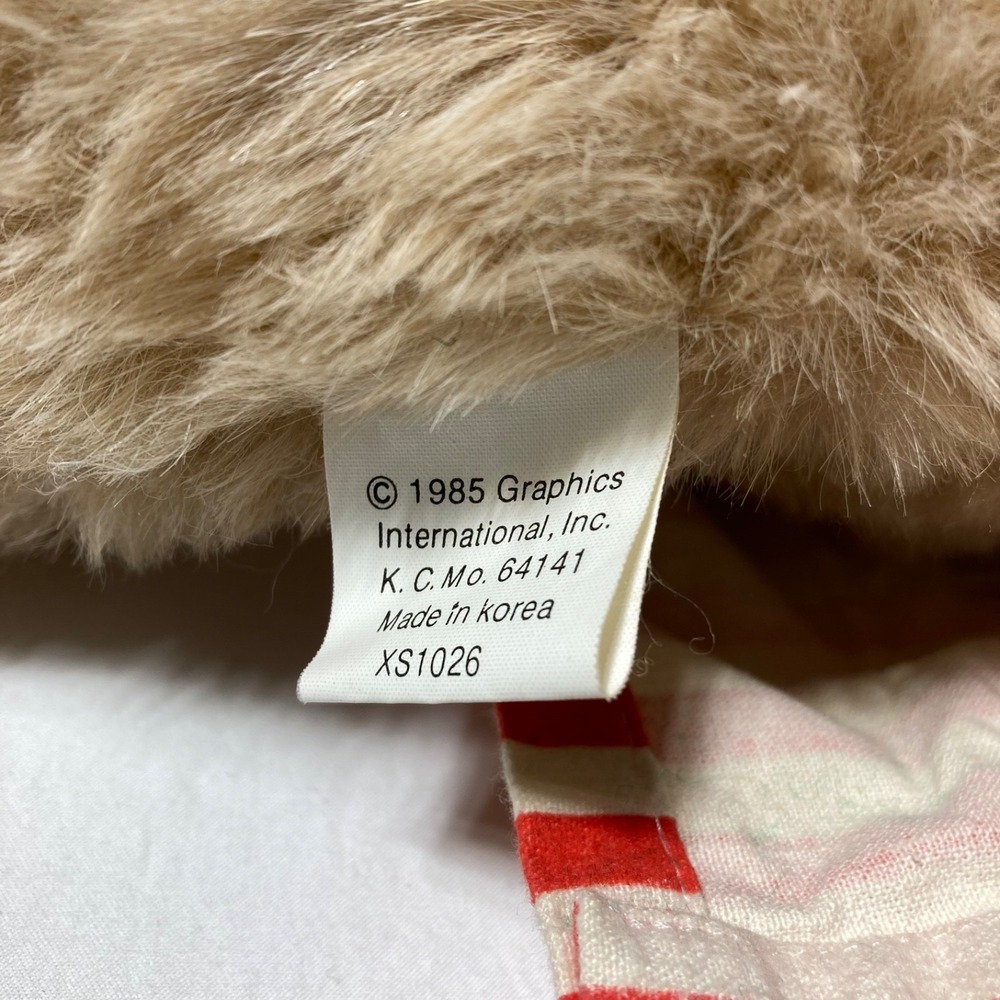 © 1985 Graphics
International, Inc.
K. C. Mo. 64141
Made in korea
XS1026